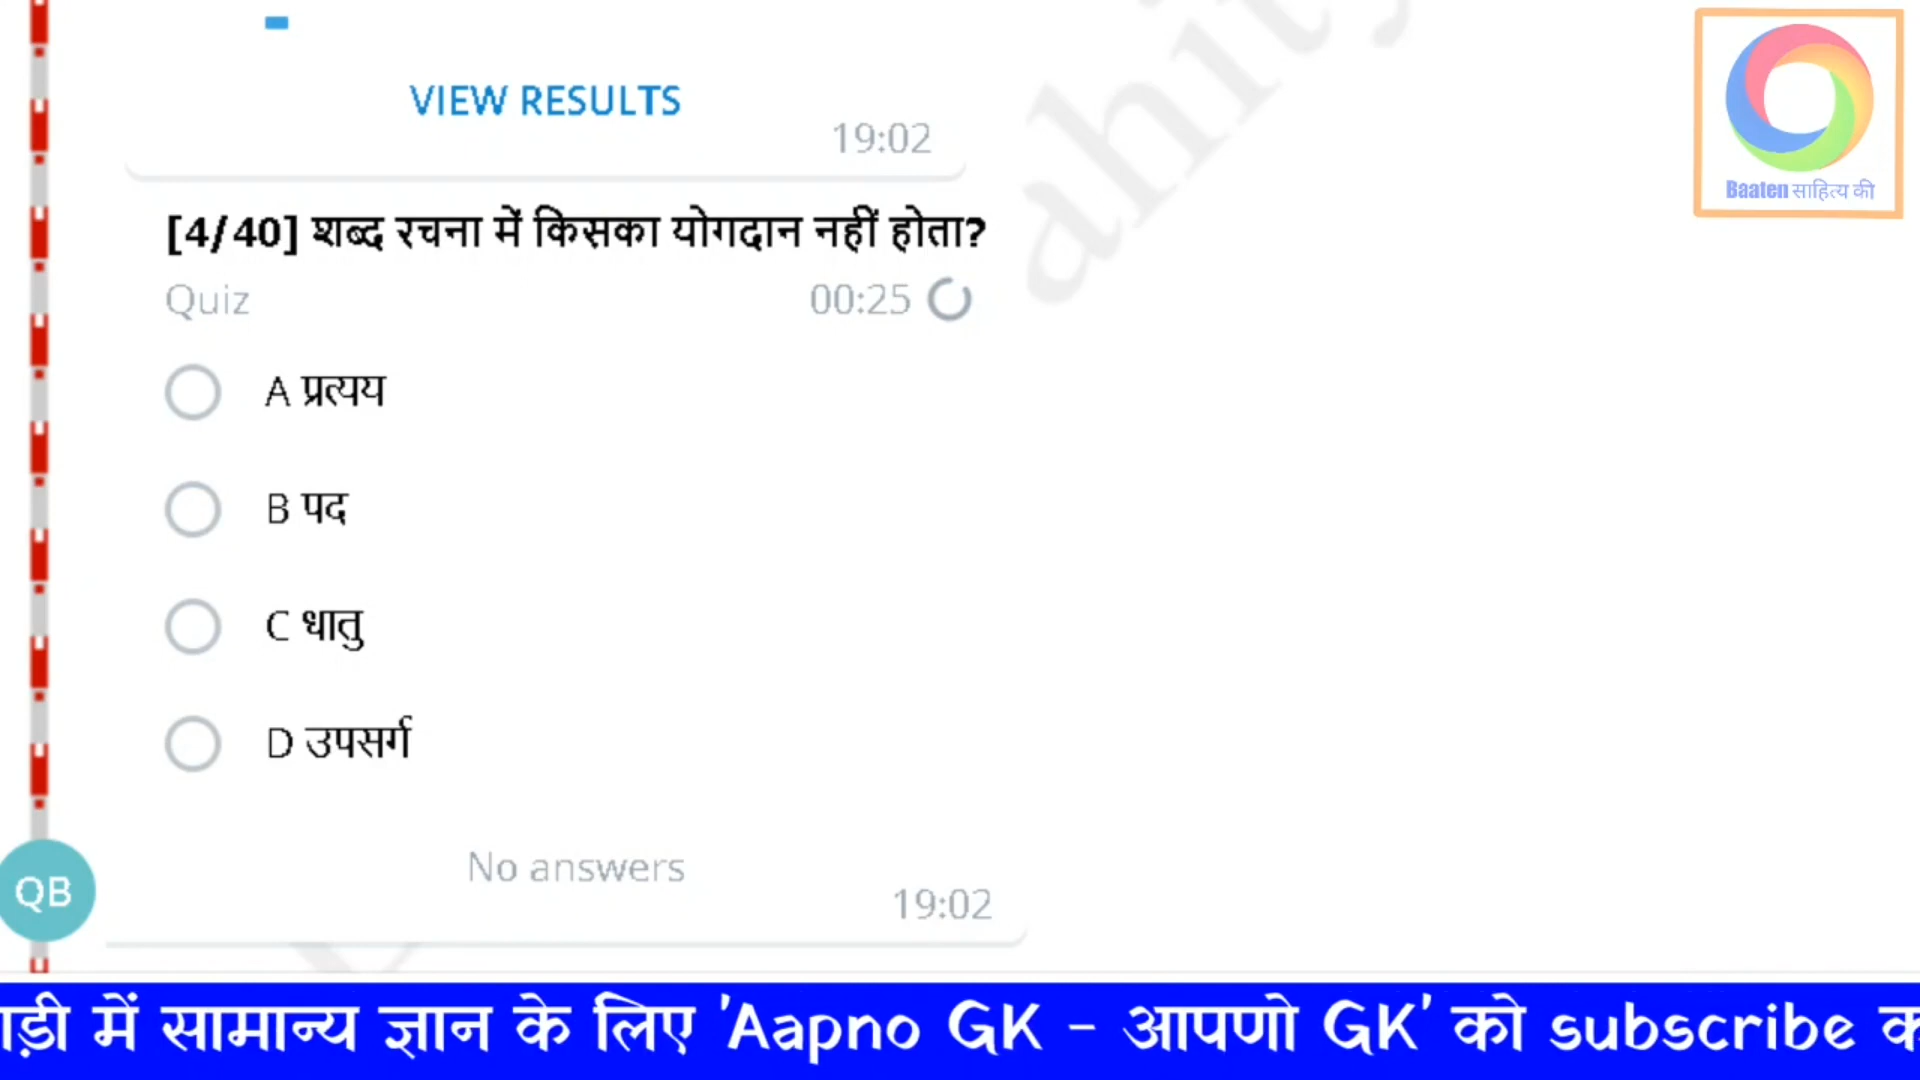 VIEW RESULTS
19:02
Baaten साहित्य की
[4/40] शब्द रचना में किसका योगदान नहीं होता?
Quiz
00:25
A प्रत्यय
B पद
C धातु
D उपसर्ग
No answers
19:02
QB
में सामान्य ज्ञान के लिए 'Aapno GK - आपणो GK' को subscribe